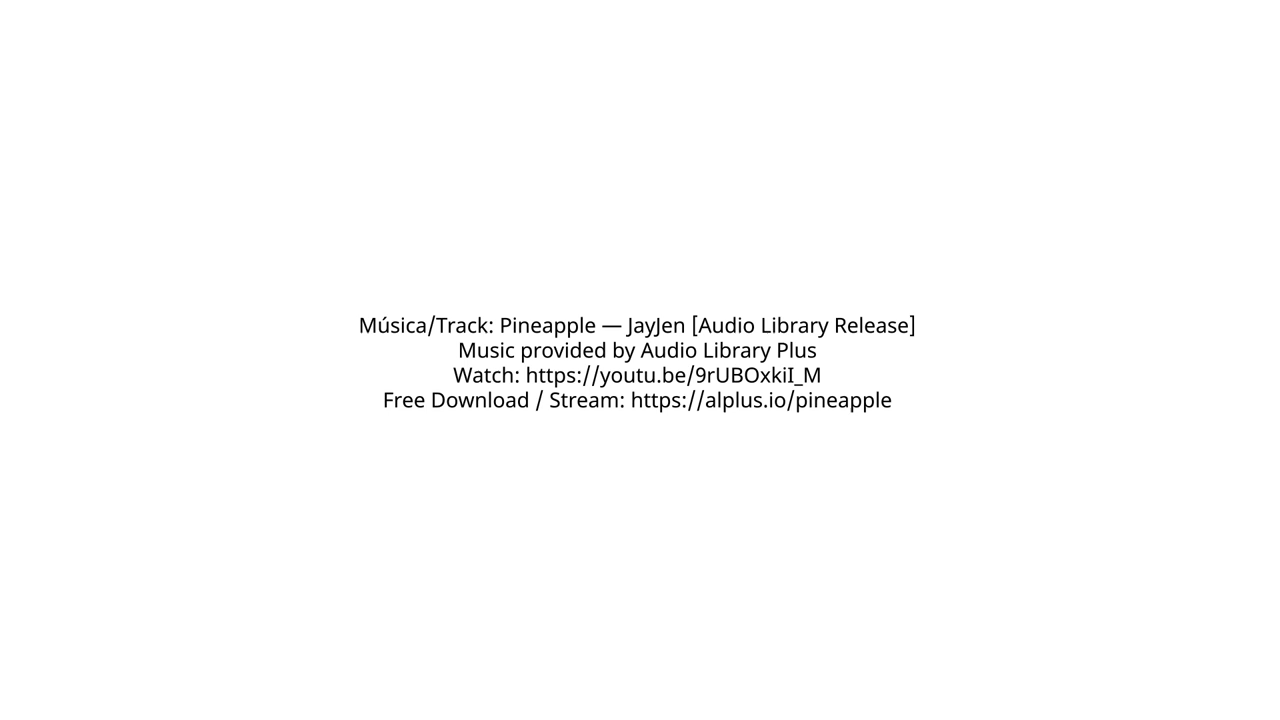 Música/Track: Pineapple — JayJen [Audio Library Release]
Music provided by Audio Library Plus
Watch: https://youtu.be/9rUBOxkiI_M
Free Download / Stream: https://alplus.io/pineapple